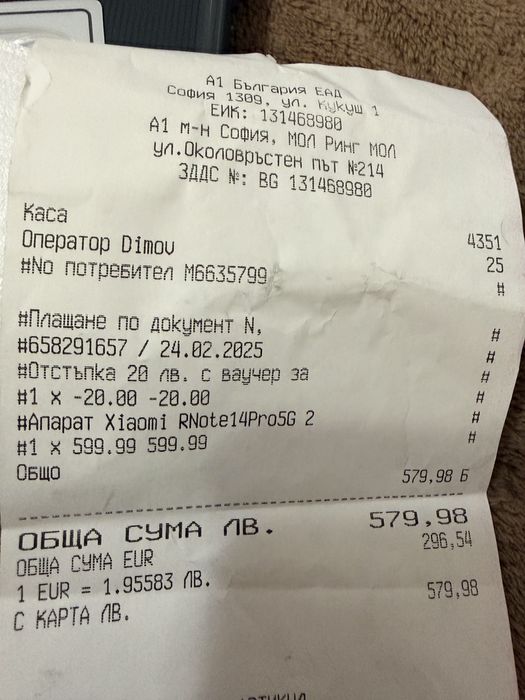 А1 България ЕАД
София 1309, ул. Кукуш 1
ЕИК: 131468980
А1 м-н София, МОЛ Ринг МОЛ
ул.Околовръстен път №214
ЗДДС №: BG 131468980
Каса 4351
Оператор Dimov 25
#No потребител M6635799 #
#Плащане по документ N, #
#658291657 / 24.02.2025 #
#Отстъпка 20 лв. с ваучер за #
#1 x -20.00 -20.00 #
#Апарат Xiaomi RNote14Pro5G 2 #
#1 x 599.99 599.99 #
Общо 579,98 Б
ОБЩА СУМА ЛВ. 579,98
ОБЩА СУМА EUR 296,54
1 EUR = 1.95583 ЛВ.
С КАРТА ЛВ. 579,98